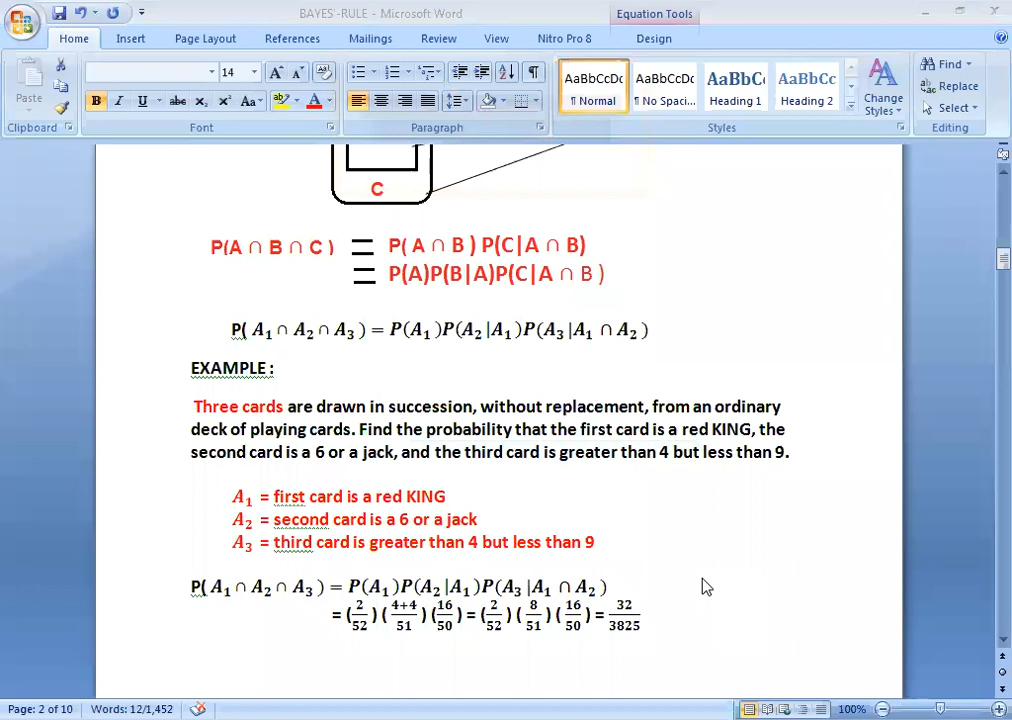 BAYES'-RULE - Microsoft Word
Equation Tools
Home Insert Page Layout References Mailings Review View Nitro Pro 8 Design
Paste
14
AaBbCcDc AaBbCcDc AaBbC AaBbCc
¶ Normal ¶ No Spaci... Heading 1 Heading 2
Change Styles
Find
Replace
Select
Clipboard Font Paragraph Styles Editing
C
P(A ∩ B ∩ C ) = P( A ∩ B ) P(C|A ∩ B)
= P(A)P(B|A)P(C|A ∩ B )
P( A₁ ∩ A₂ ∩ A₃ ) = P(A₁ )P(A₂ |A₁ )P(A₃ |A₁ ∩ A₂ )
EXAMPLE :
Three cards are drawn in succession, without replacement, from an ordinary
deck of playing cards. Find the probability that the first card is a red KING, the
second card is a 6 or a jack, and the third card is greater than 4 but less than 9.
A₁ = first card is a red KING
A₂ = second card is a 6 or a jack
A₃ = third card is greater than 4 but less than 9
P( A₁ ∩ A₂ ∩ A₃ ) = P(A₁ )P(A₂ |A₁ )P(A₃ |A₁ ∩ A₂ )
= (2/52) (4+4/51) (16/50) = (2/52) (8/51) (16/50) = 32/3825
Page: 2 of 10 Words: 12/1,452 100%